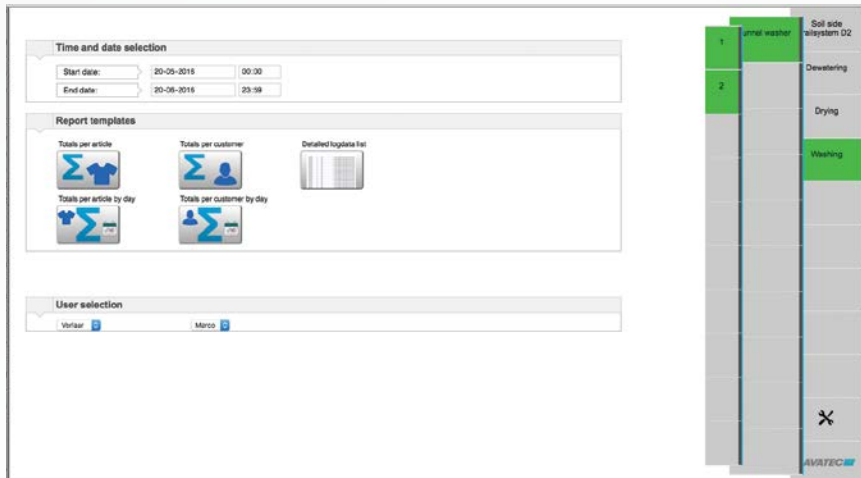 Time and date selection
Start date: 20-05-2016 00:00
End date: 20-06-2016 23:59
Report templates
Totals per article
Totals per customer
Detailed logdata list
Totals per article by day
Totals per customer by day
User selection
Verlaar
Marco
1
2
unnel washer
Soil side
railsystem D2
Dewatering
Drying
Washing
AVATEC